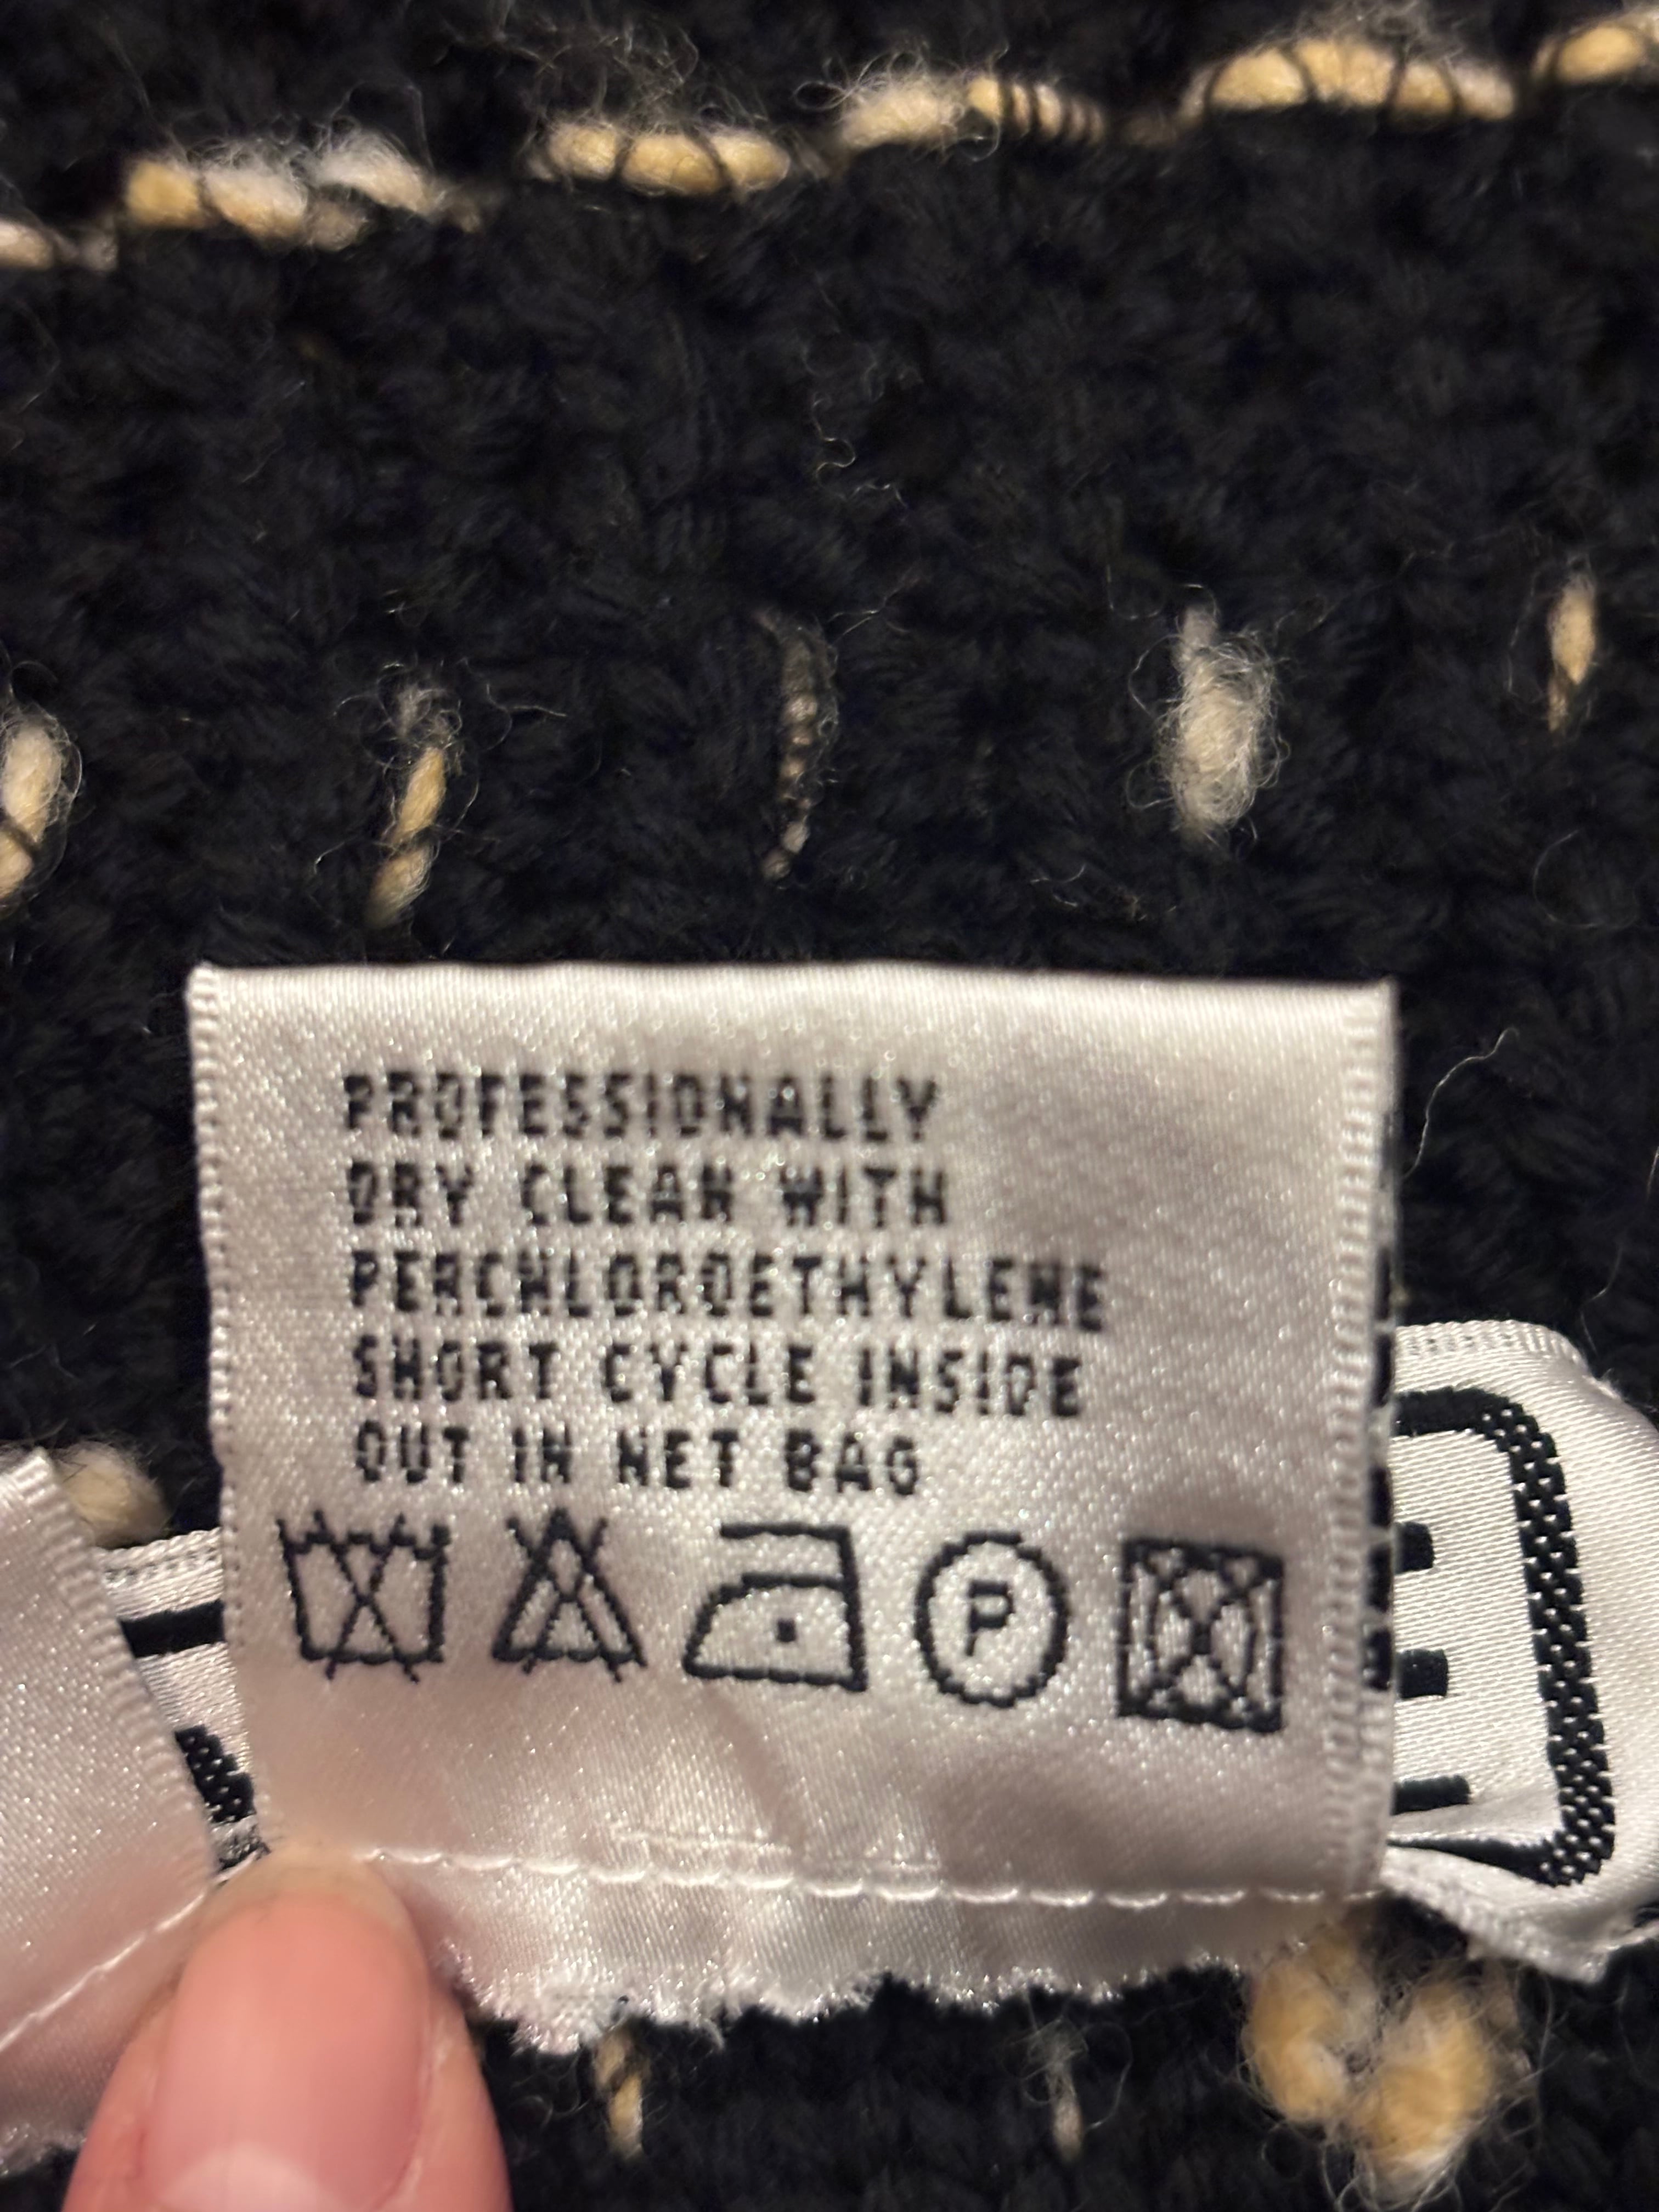 PROFESSIONALLY
DRY CLEAN WITH
PERCHLOROETHYLENE
SHORT CYCLE INSIDE
OUT IN NET BAG
P